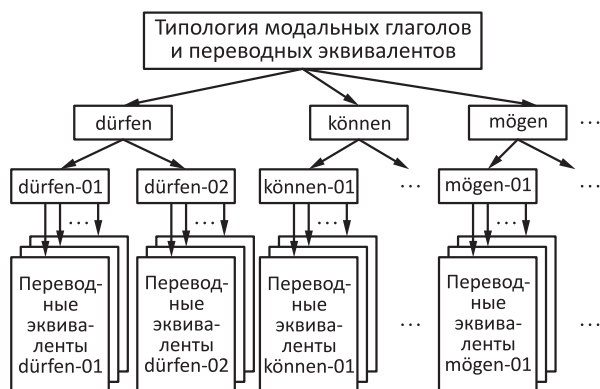 Типология модальных глаголов
и переводных эквивалентов
dürfen
können
mögen
...
dürfen-01
dürfen-02
können-01
...
mögen-01
...
...
...
...
...
Перевод-
ные
эквива-
ленты
dürfen-01
Перевод-
ные
эквива-
ленты
dürfen-02
Перевод-
ные
эквива-
ленты
können-01
...
Перевод-
ные
эквива-
ленты
mögen-01
...